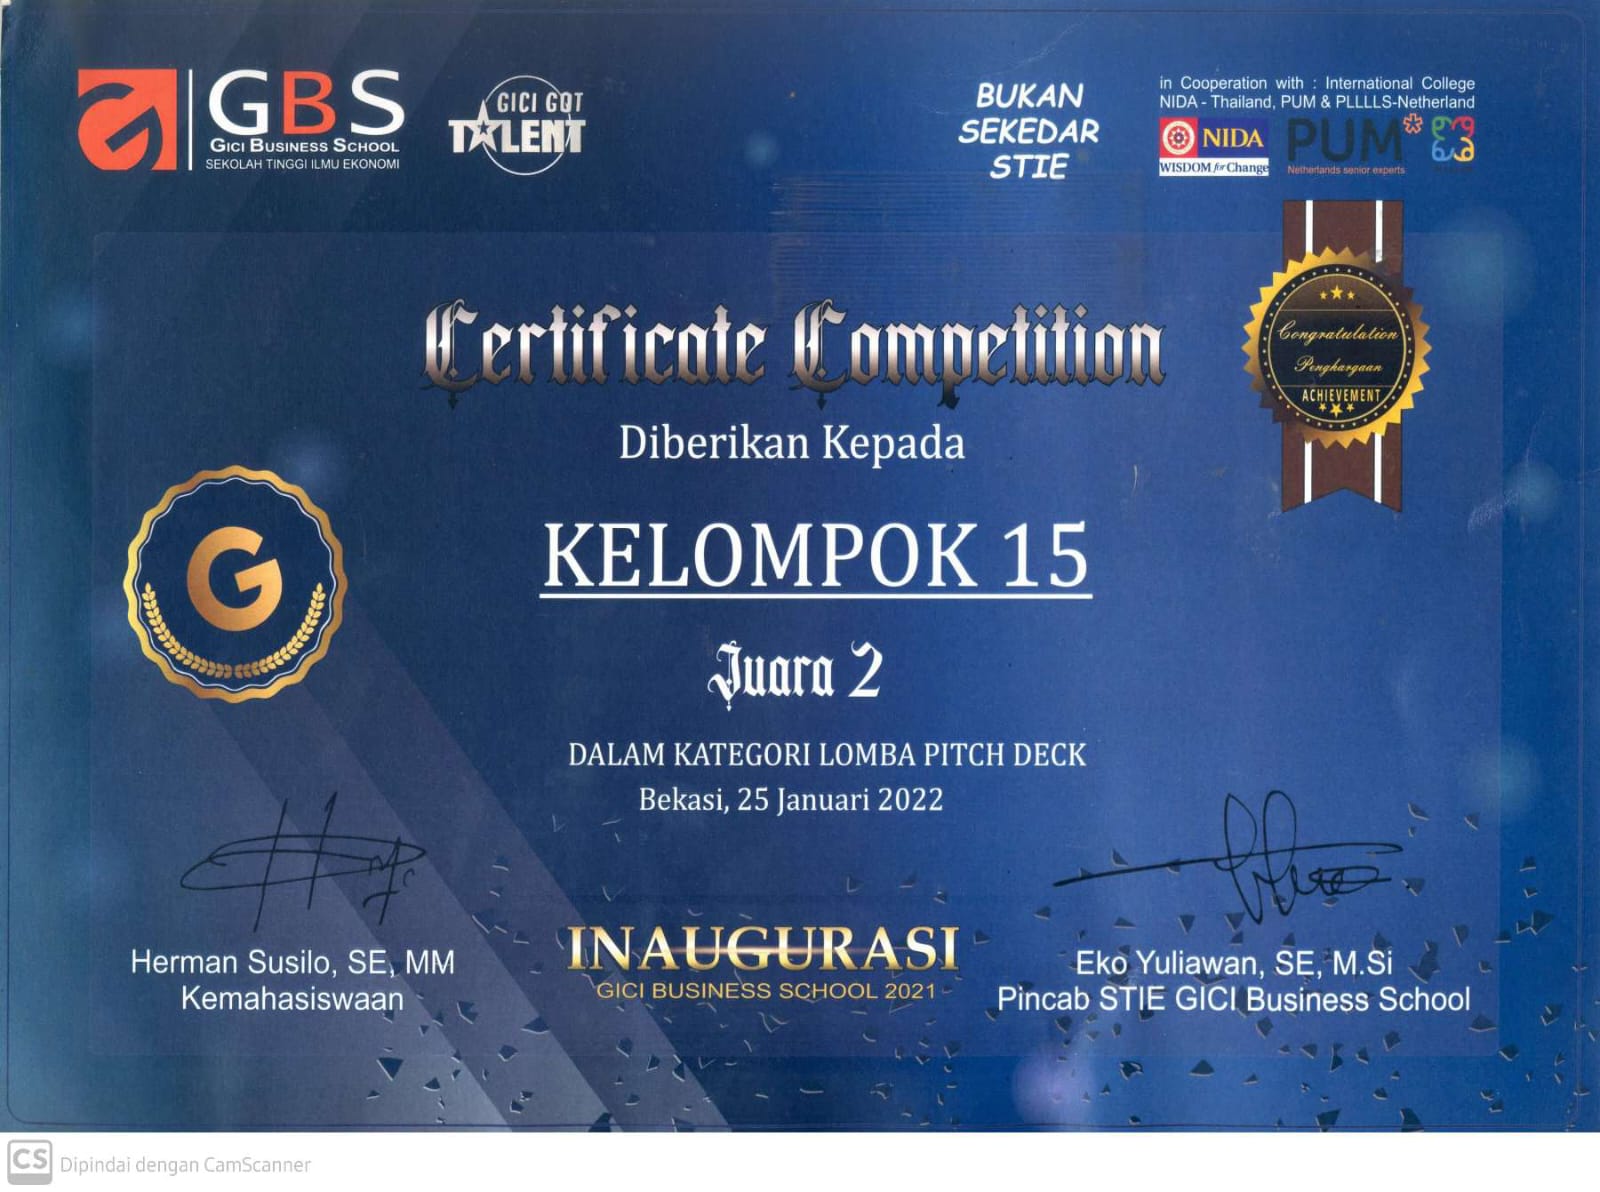 GBS
GICI BUSINESS SCHOOL
SEKOLAH TINGGI ILMU EKONOMI
GICI GOT
TALENT
BUKAN
SEKEDAR
STIE
in Cooperation with : International College
NIDA - Thailand, PUM & PLLLLS-Netherland
NIDA
WISDOM for Change
PUM
Netherlands senior experts
Certificate Competition
Congratulation
Penghargaan
ACHIEVEMENT
Diberikan Kepada
KELOMPOK 15
G
Juara 2
DALAM KATEGORI LOMBA PITCH DECK
Bekasi, 25 Januari 2022
Herman Susilo, SE, MM
Kemahasiswaan
INAUGURASI
GICI BUSINESS SCHOOL 2021
Eko Yuliawan, SE, M.Si
Pincab STIE GICI Business School
CS Dipindai dengan CamScanner